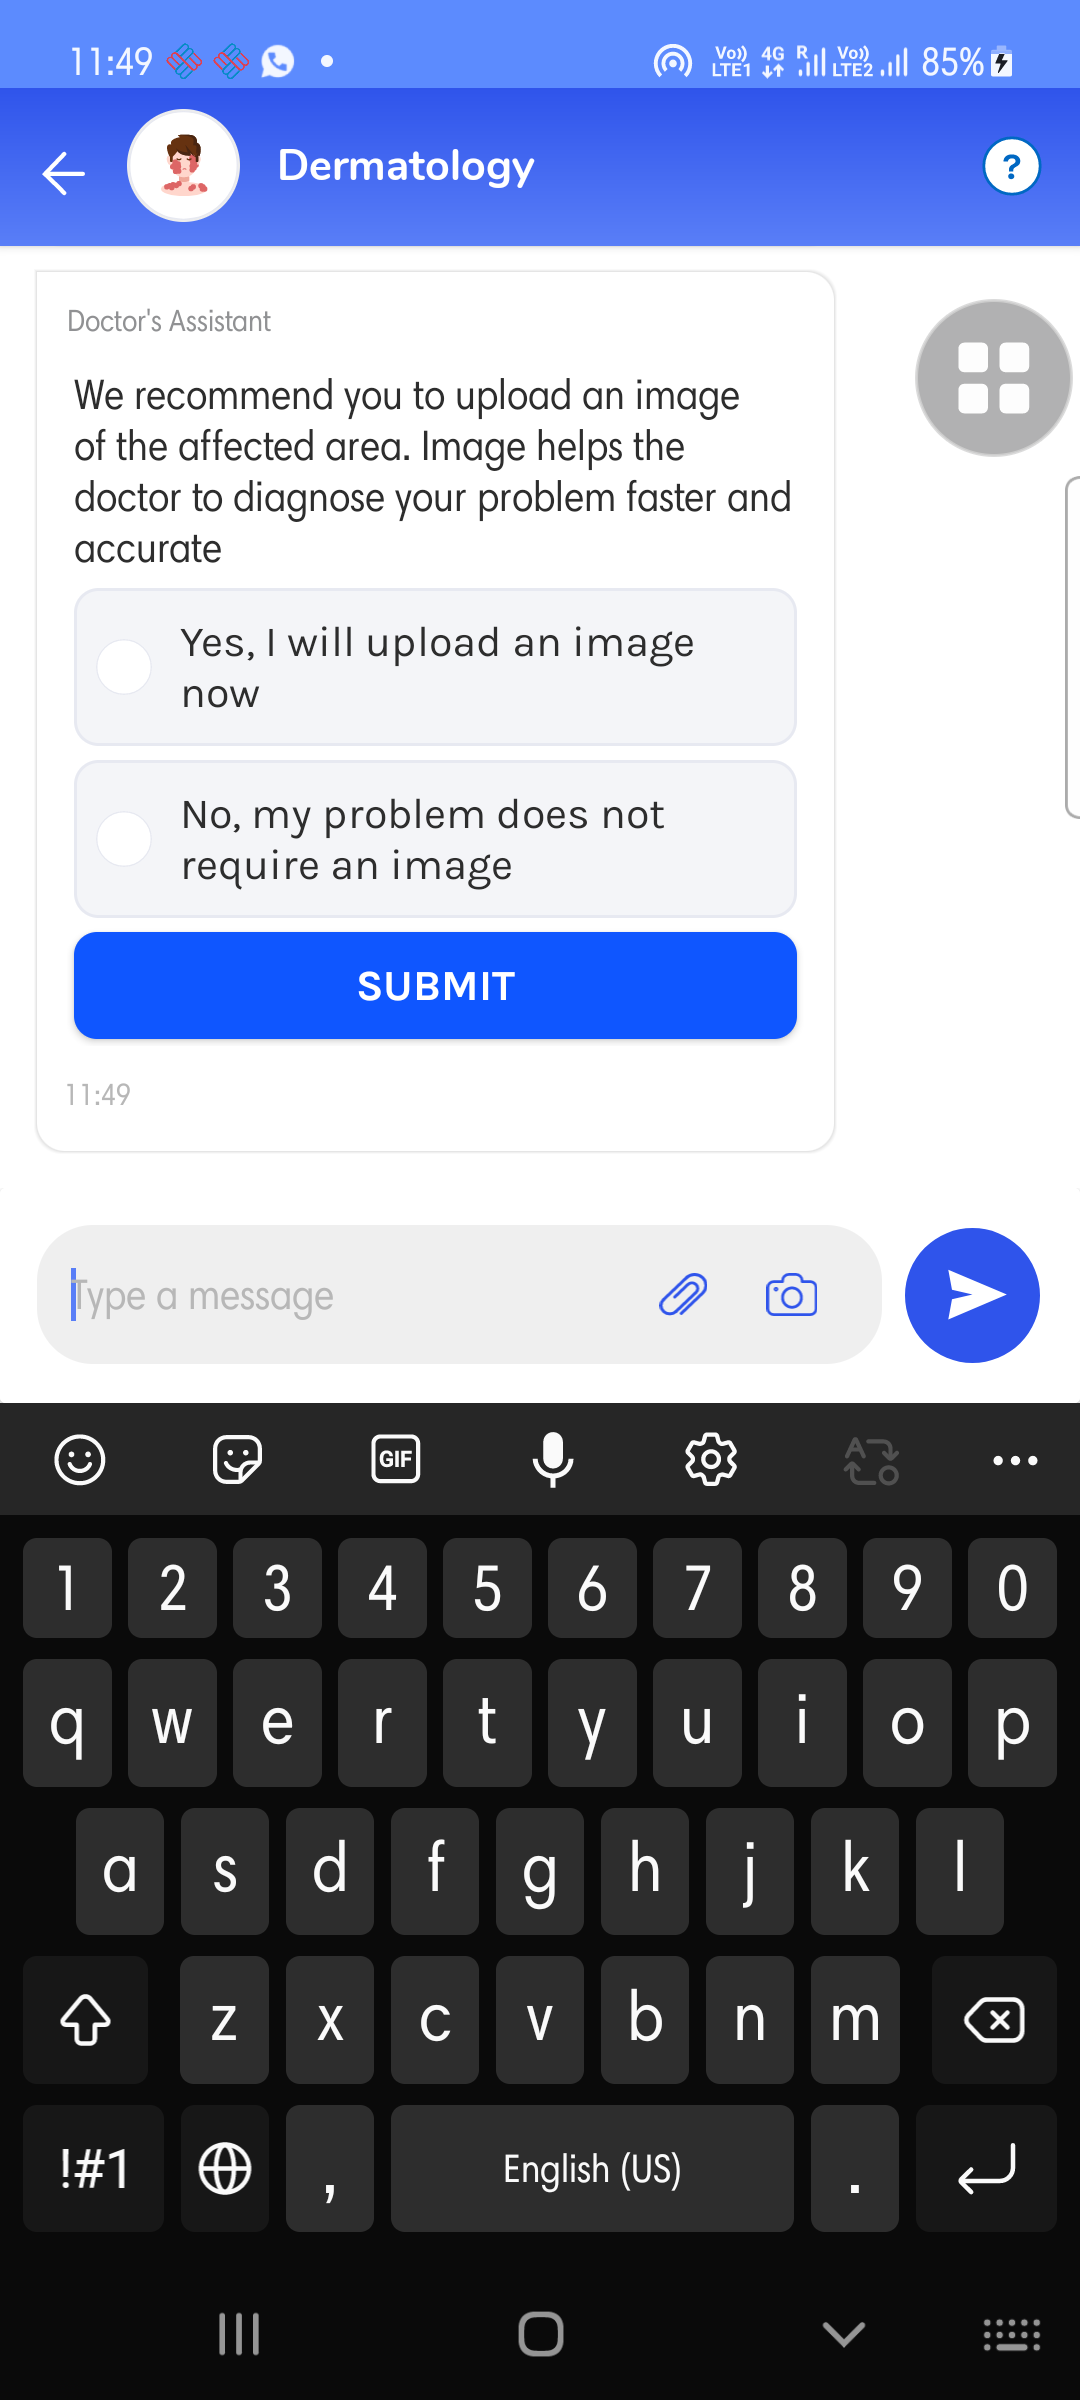 11:49
Vo)) LTE1 4G R Vo)) LTE2 85%
Dermatology
?
Doctor's Assistant
We recommend you to upload an image
of the affected area. Image helps the
doctor to diagnose your problem faster and
accurate
Yes, I will upload an image
now
No, my problem does not
require an image
SUBMIT
11:49
Type a message
GIF
1 2 3 4 5 6 7 8 9 0
q w e r t y u i o p
a s d f g h j k l
z x c v b n m
!#1 , English (US) .